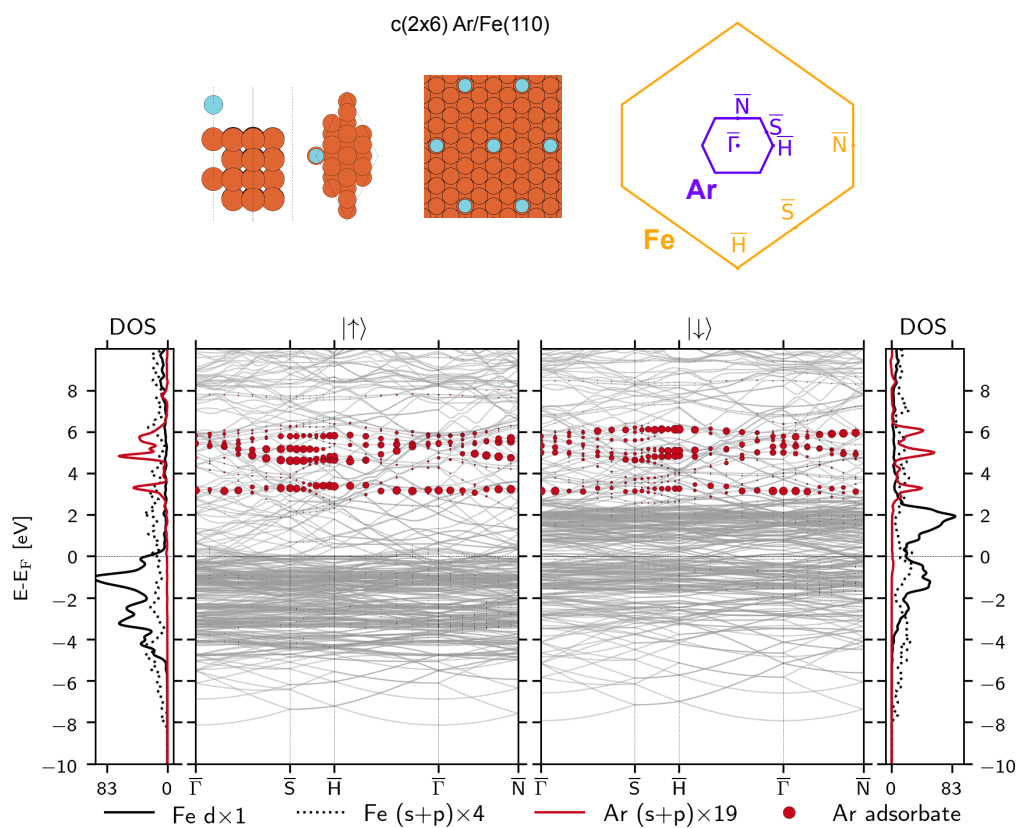 c(2x6) Ar/Fe(110)
N̅
S̅
Γ̅
H̅
N̅
Ar
S̅
Fe
H̅
DOS |↑⟩ |↓⟩ DOS
8 8
6 6
4 4
2 2
0 0
−2 −2
−4 −4
−6 −6
−8 −8
−10 −10
E-E_F [eV]
83 0 Γ̅ S̅ H̅ Γ̅ N̅ Γ̅ S̅ H̅ Γ̅ N̅ 0 83
Fe d×1 Fe (s+p)×4 Ar (s+p)×19 Ar adsorbate